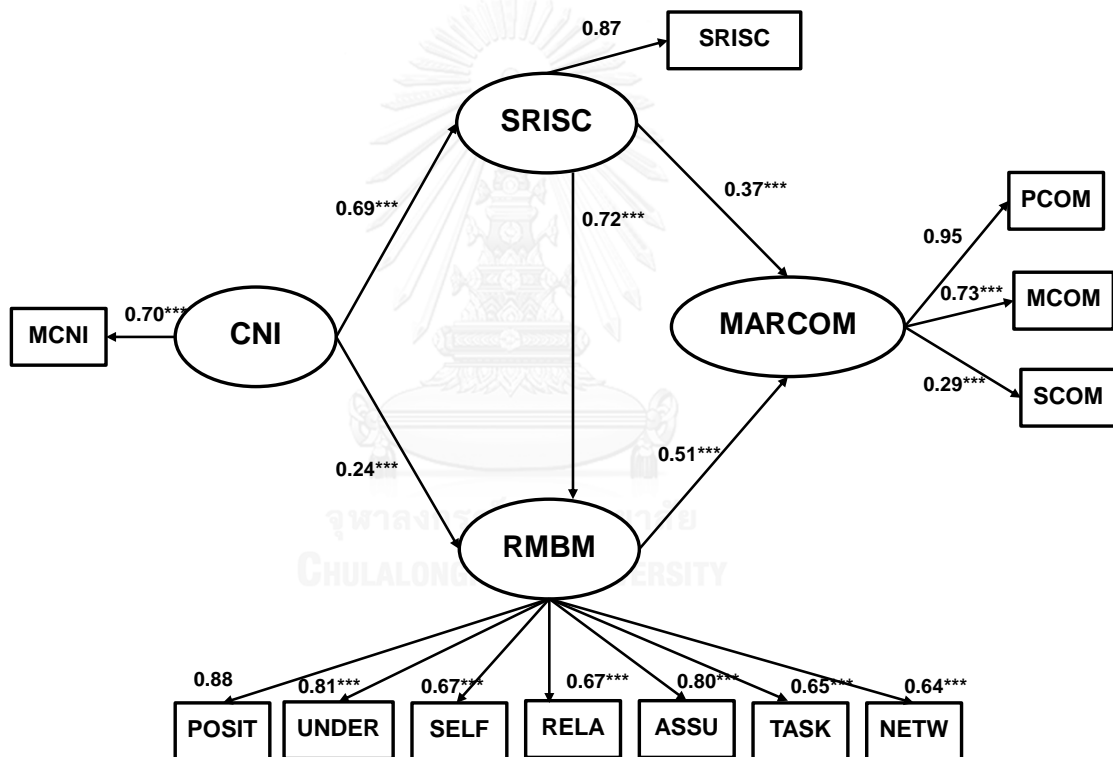 0.87
SRISC
SRISC
0.37***
0.69***
0.72***
PCOM
0.95
MCNI
0.70***
CNI
MARCOM
0.73***
MCOM
0.29***
SCOM
0.24***
0.51***
RMBM
CHULALONG
ERSITY
0.88
0.81***
0.67***
0.67***
0.80***
0.65***
0.64***
POSIT
UNDER
SELF
RELA
ASSU
TASK
NETW